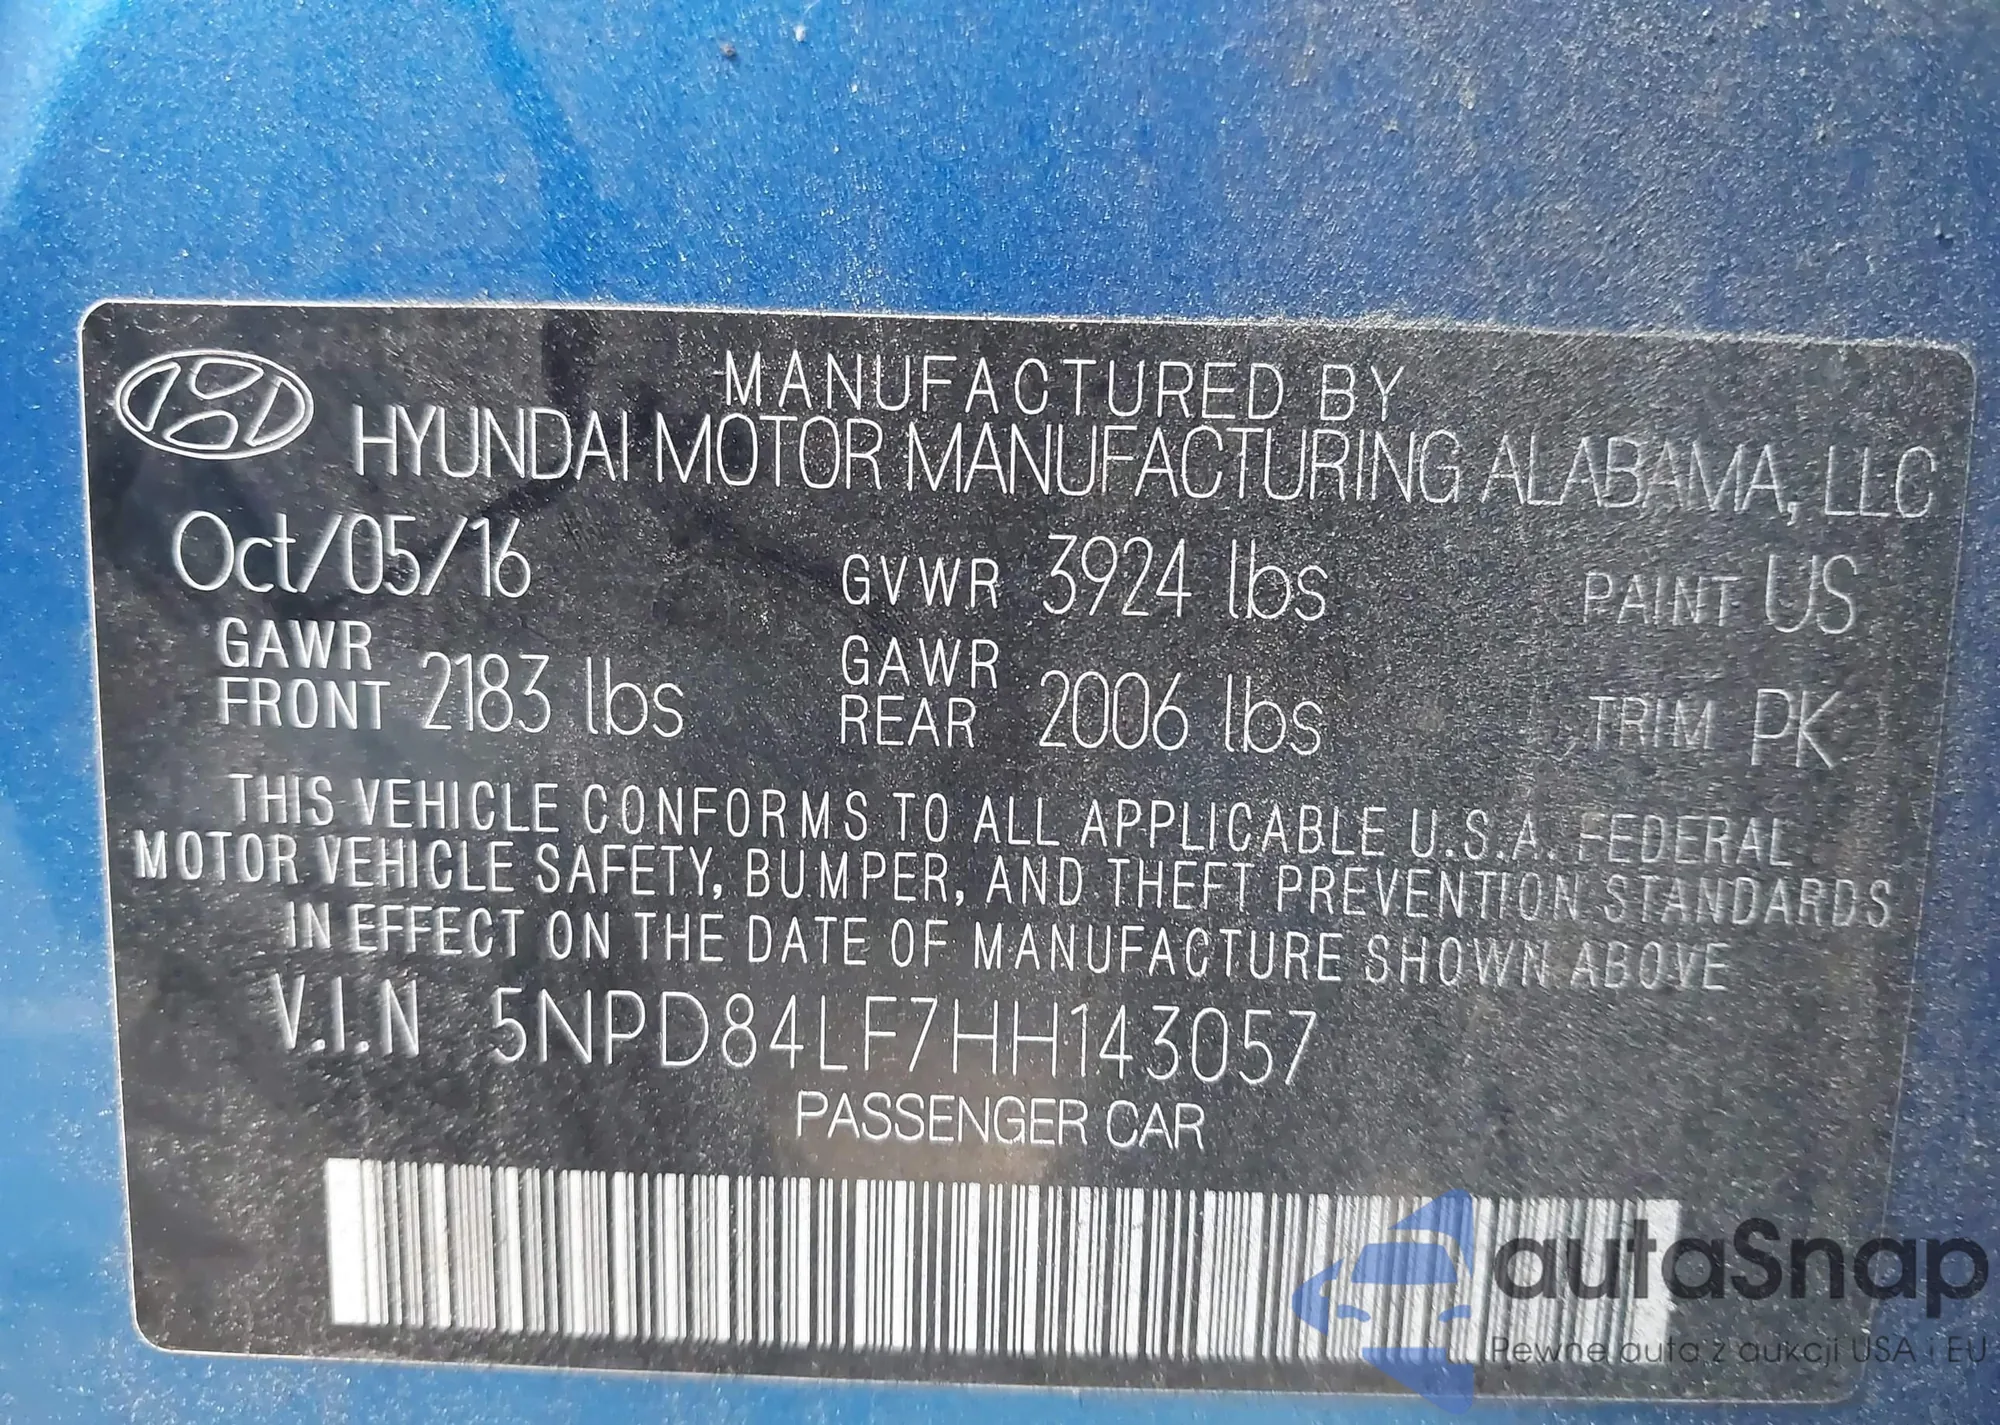 MANUFACTURED BY
HYUNDAI MOTOR MANUFACTURING ALABAMA, LLC
Oct/05/16 GVWR 3924 lbs PAINT US
GAWR FRONT 2183 lbs GAWR REAR 2006 lbs TRIM PK
THIS VEHICLE CONFORMS TO ALL APPLICABLE U.S.A. FEDERAL
MOTOR VEHICLE SAFETY, BUMPER, AND THEFT PREVENTION STANDARDS
IN EFFECT ON THE DATE OF MANUFACTURE SHOWN ABOVE
V.I.N 5NPD84LF7HH143057
PASSENGER CAR
autaSnap
Pewne auta z aukcji USA i EU